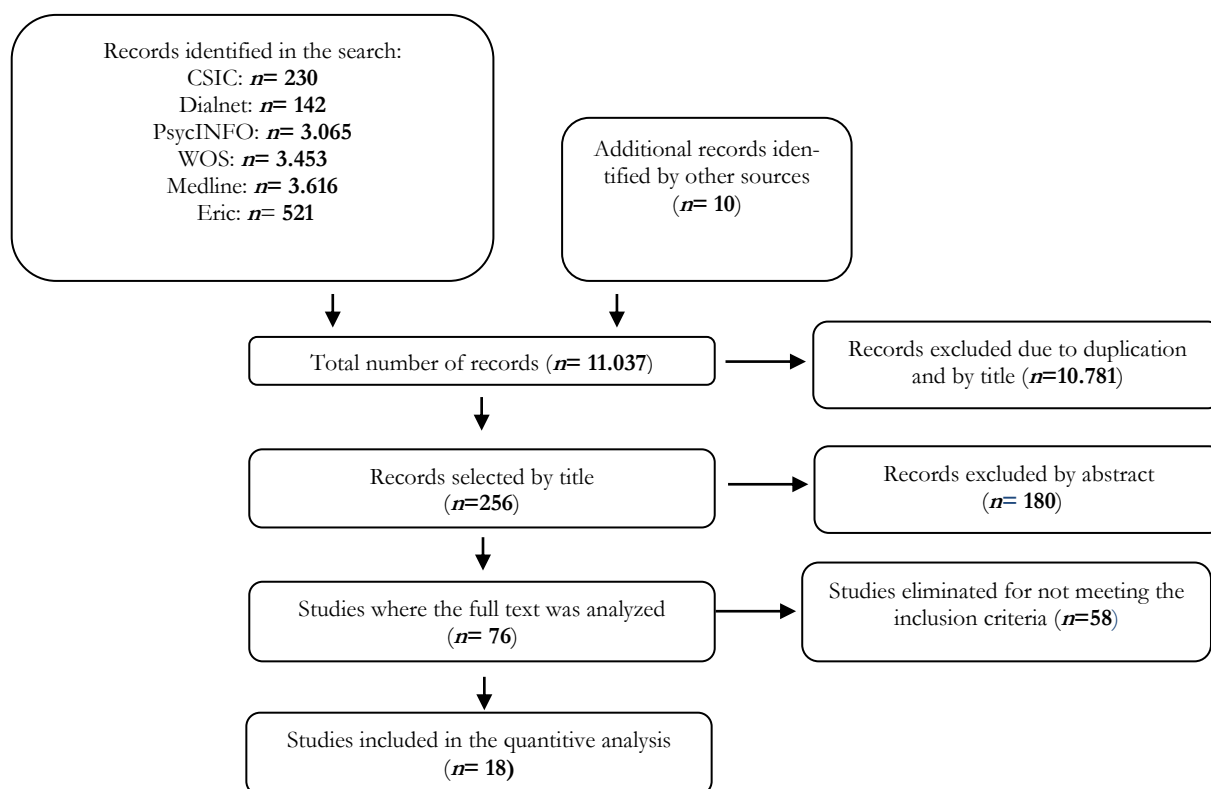 Records identified in the search:
CSIC: n= 230
Dialnet: n= 142
PsycINFO: n= 3.065
WOS: n= 3.453
Medline: n= 3.616
Eric: n= 521
Additional records iden-
tified by other sources
(n= 10)
Total number of records (n= 11.037)
Records excluded due to duplication
and by title (n=10.781)
Records selected by title
(n=256)
Records excluded by abstract
(n= 180)
Studies where the full text was analyzed
(n= 76)
Studies eliminated for not meeting the
inclusion criteria (n=58)
Studies included in the quantitive analysis
(n= 18)